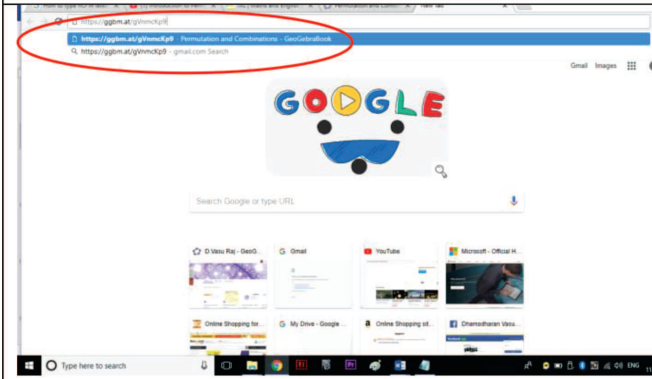 https://ggbm.at/gVnmcKp9
https://ggbm.at/gVnmcKp9 - Permutation and Combinations - GeoGebraBook
https://ggbm.at/gVnmcKp9 - gmail.com Search
Gmail Images
GOOGLE
Search Google or type URL
D Vasu Raj - GeoG...
Gmail
YouTube
Microsoft - Official H...
Online Shopping for...
My Drive - Google ...
Online Shopping sit...
Dhamodharan Vasu...
Type here to search
ENG